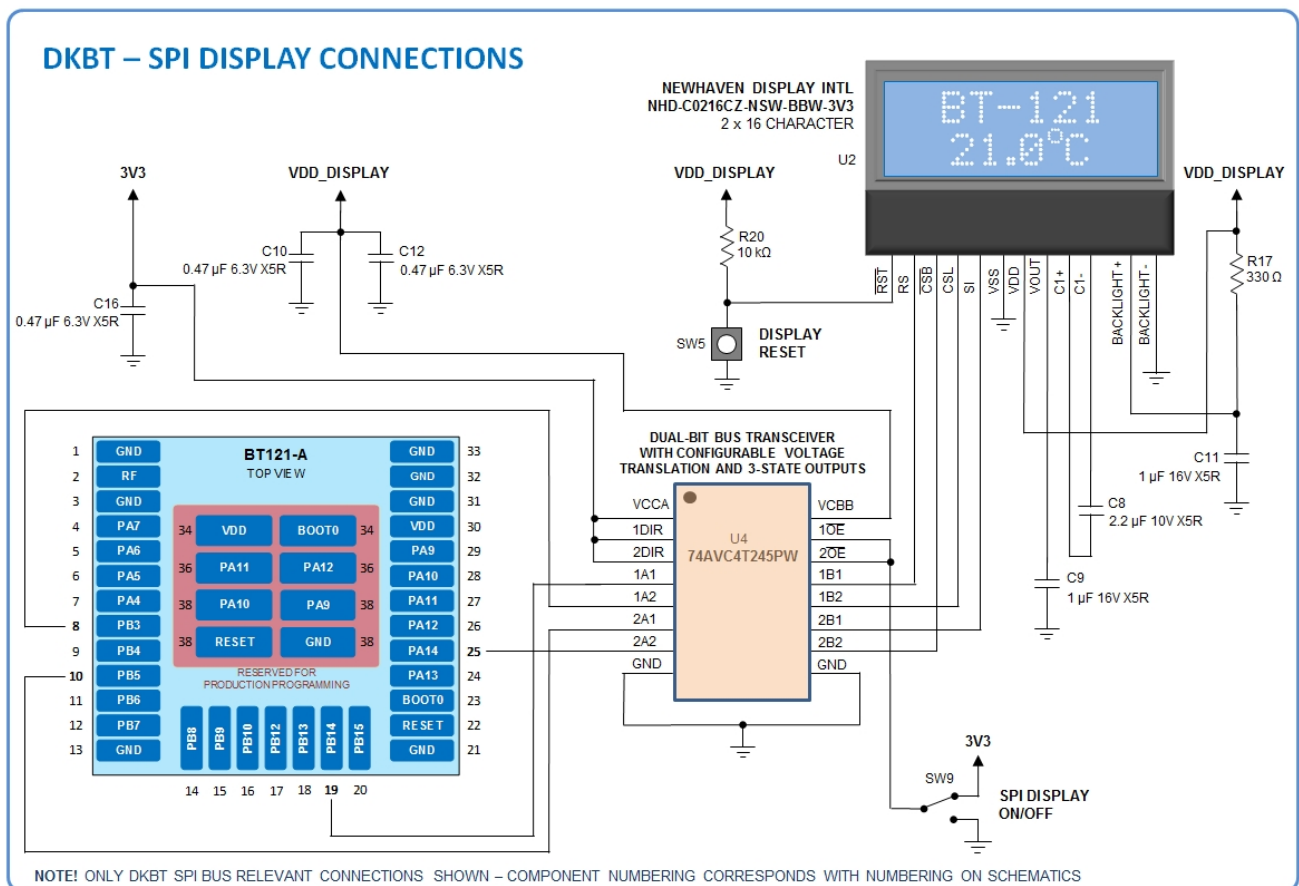 DKBT – SPI DISPLAY CONNECTIONS
NEWHAVEN DISPLAY INTL
NHD-C0216CZ-NSW-BBW-3V3
2 x 16 CHARACTER
U2
BT-121
21.0°C
3V3
VDD_DISPLAY
VDD_DISPLAY
VDD_DISPLAY
C10
0.47 µF 6.3V X5R
C12
0.47 µF 6.3V X5R
C16
0.47 µF 6.3V X5R
R20
10 kΩ
R17
330 Ω
SW5
DISPLAY
RESET
RST
RS
CSB
CSL
SI
VSS
VDD
VOUT
C1+
C1-
BACKLIGHT +
BACKLIGHT -
C11
1 µF 16V X5R
C8
2.2 µF 10V X5R
C9
1 µF 16V X5R
DUAL-BIT BUS TRANSCEIVER
WITH CONFIGURABLE VOLTAGE
TRANSLATION AND 3-STATE OUTPUTS
VCCA
1DIR
2DIR
1A1
1A2
2A1
2A2
GND
U4
74AVC4T245PW
VCBB
1OE
2OE
1B1
1B2
2B1
2B2
GND
BT121-A
TOP VIEW
1 GND
2 RF
3 GND
4 PA7
5 PA6
6 PA5
7 PA4
8 PB3
9 PB4
10 PB5
11 PB6
12 PB7
13 GND
34 VDD BOOT0 34
36 PA11 PA12 36
38 PA10 PA9 38
38 RESET GND 38
RESERVED FOR
PRODUCTION PROGRAMMING
GND 33
GND 32
GND 31
VDD 30
PA9 29
PA10 28
PA11 27
PA12 26
PA14 25
PA13 24
BOOT0 23
RESET 22
GND 21
PB8 PB9 PB10 PB12 PB13 PB14 PB15
14 15 16 17 18 19 20
3V3
SW9
SPI DISPLAY
ON/OFF
NOTE! ONLY DKBT SPI BUS RELEVANT CONNECTIONS SHOWN – COMPONENT NUMBERING CORRESPONDS WITH NUMBERING ON SCHEMATICS